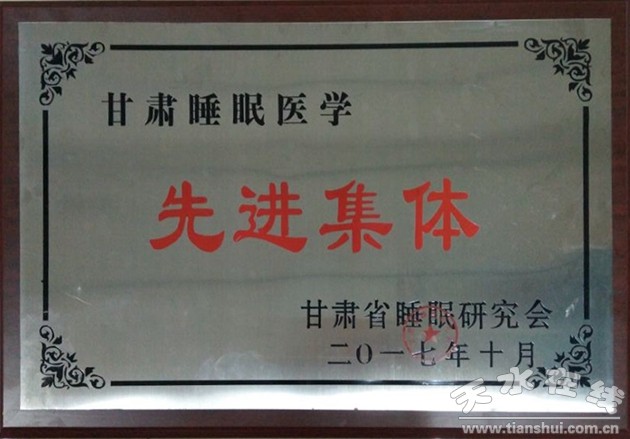 甘肃睡眠医学
先进集体
甘肃省睡眠研究会
二〇一七年十月
天水在线
www.tianshui.com.cn